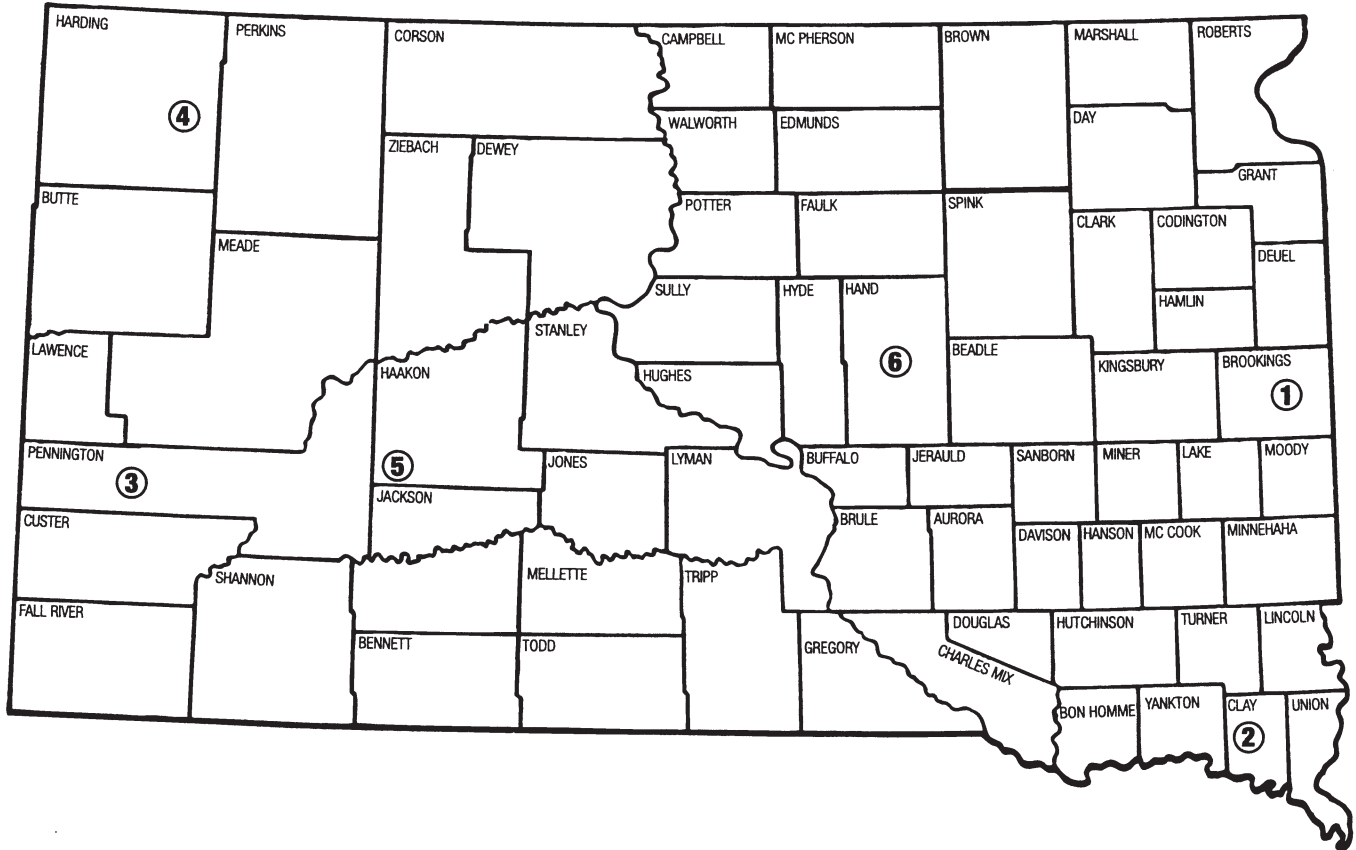 HARDING
PERKINS
CORSON
CAMPBELL
MC PHERSON
BROWN
MARSHALL
ROBERTS
4
WALWORTH
EDMUNDS
DAY
ZIEBACH
DEWEY
GRANT
BUTTE
POTTER
FAULK
SPINK
CLARK
CODINGTON
MEADE
DEUEL
SULLY
HYDE
HAND
HAMLIN
STANLEY
LAWENCE
BEADLE
6
HAAKON
HUGHES
KINGSBURY
BROOKINGS
1
PENNINGTON
3
5
JONES
LYMAN
BUFFALO
JERAULD
SANBORN
MINER
LAKE
MOODY
JACKSON
CUSTER
BRULE
AURORA
DAVISON
HANSON
MC COOK
MINNEHAHA
SHANNON
MELLETTE
TRIPP
FALL RIVER
BENNETT
TODD
GREGORY
DOUGLAS
HUTCHINSON
TURNER
LINCOLN
CHARLES MIX
BON HOMME
YANKTON
CLAY
UNION
2